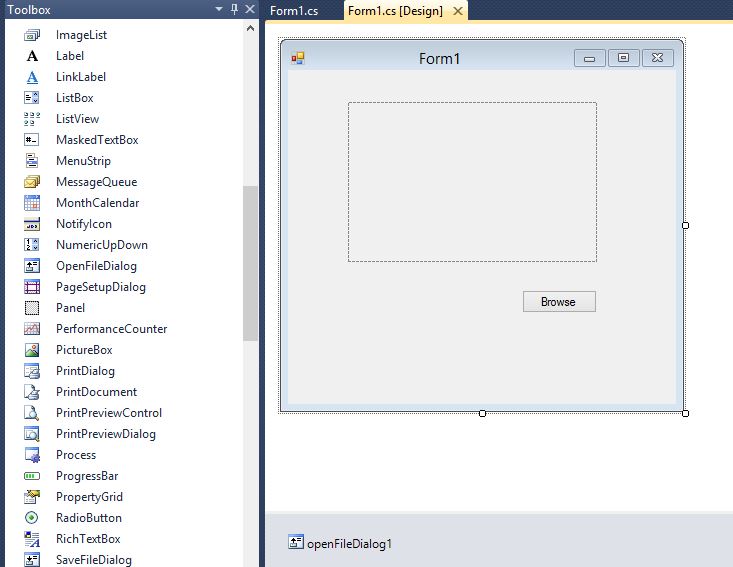 Toolbox
ImageList
Label
LinkLabel
ListBox
ListView
MaskedTextBox
MenuStrip
MessageQueue
MonthCalendar
NotifyIcon
NumericUpDown
OpenFileDialog
PageSetupDialog
Panel
PerformanceCounter
PictureBox
PrintDialog
PrintDocument
PrintPreviewControl
PrintPreviewDialog
Process
ProgressBar
PropertyGrid
RadioButton
RichTextBox
SaveFileDialog
Form1.cs
Form1.cs [Design]
Form1
Browse
openFileDialog1